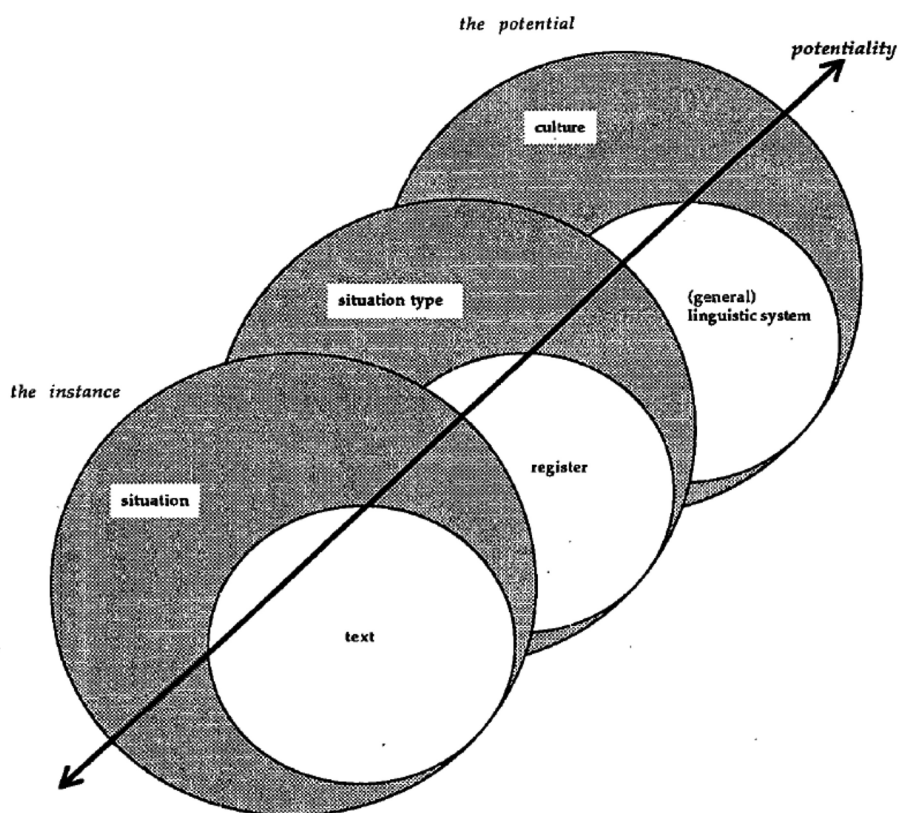 the potential
potentiality
culture
situation type
(general)
linguistic system
the instance
register
situation
text